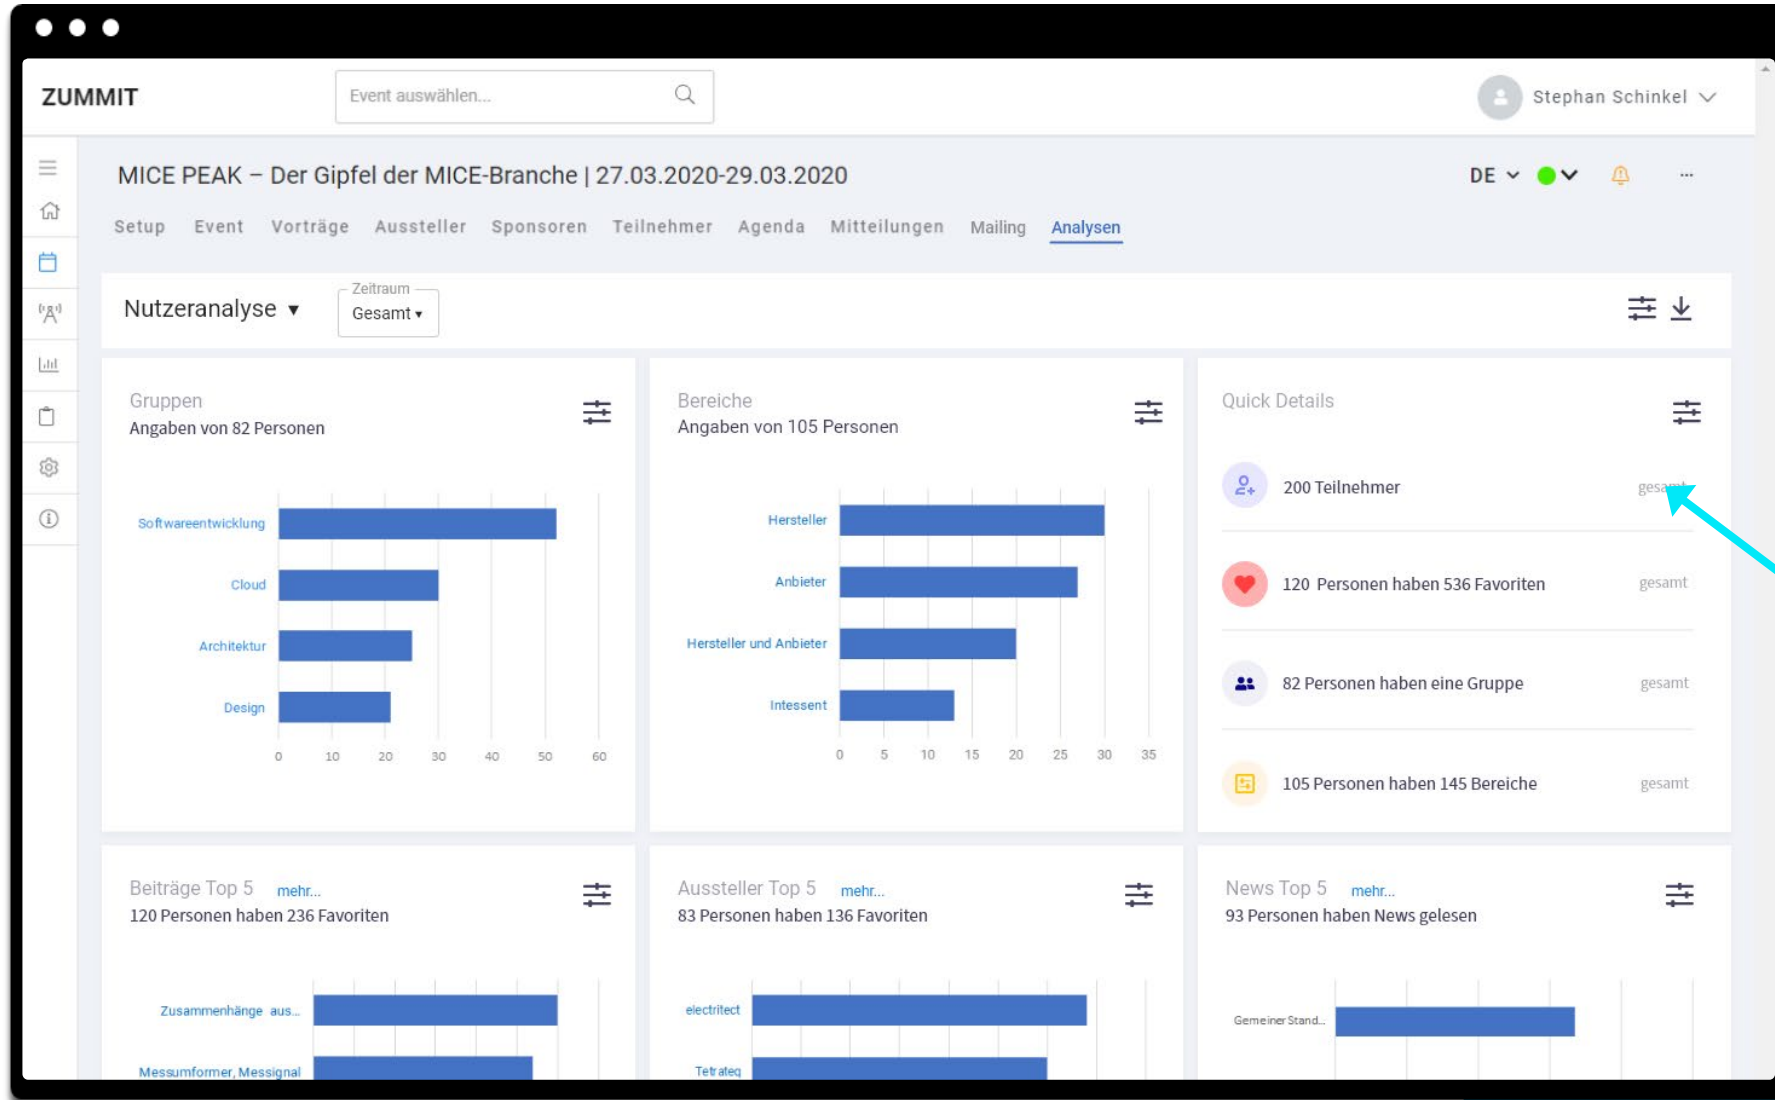 ZUMMIT
Event auswählen...
Stephan Schinkel
MICE PEAK – Der Gipfel der MICE-Branche | 27.03.2020-29.03.2020
DE
...
Setup Event Vorträge Aussteller Sponsoren Teilnehmer Agenda Mitteilungen Mailing Analysen
Nutzeranalyse
Zeitraum
Gesamt
Gruppen
Angaben von 82 Personen
Softwareentwicklung
Cloud
Architektur
Design
0 10 20 30 40 50 60
Bereiche
Angaben von 105 Personen
Hersteller
Anbieter
Hersteller und Anbieter
Intessent
0 5 10 15 20 25 30 35
Quick Details
200 Teilnehmer gesamt
120 Personen haben 536 Favoriten gesamt
82 Personen haben eine Gruppe gesamt
105 Personen haben 145 Bereiche gesamt
Beiträge Top 5 mehr...
120 Personen haben 236 Favoriten
Zusammenhänge aus...
Messumformer, Messignal
Aussteller Top 5 mehr...
83 Personen haben 136 Favoriten
electritect
Tetrateq
News Top 5 mehr...
93 Personen haben News gelesen
Gemeiner Stand...